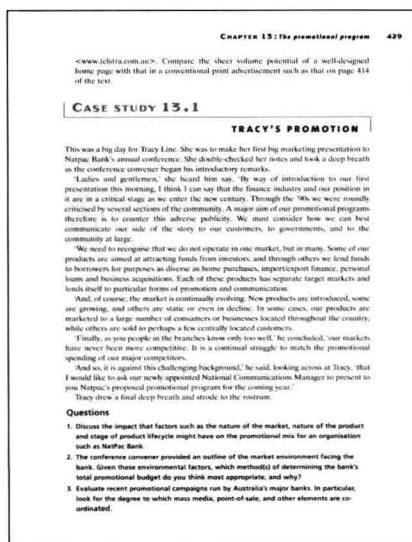 CHAPTER 13: The promotional program 429
<www.telstra.com.au>. Compare the sheer volume potential of a well-designed
home page with that in a conventional print advertisement such as that on page 414
of the text.
CASE STUDY 13.1
TRACY'S PROMOTION
This was a big day for Tracy Line. She was to make her first big marketing presentation to
Natpac Bank's annual conference. She double-checked her notes and took a deep breath
as the conference convener began his introductory remarks.
'Ladies and gentlemen,' she heard him say. 'By way of introduction to our first
presentation this morning, I think I can say that the finance industry and our position in
it are in a critical stage as we enter the new century. Through the '90s we were roundly
criticised by several sections of the community. A major aim of our promotional programs
therefore is to counter this adverse publicity. We must consider how we can best
communicate our side of the story to our customers, to governments, and to the
community at large.
'We need to recognise that we do not operate in one market, but in many. Some of our
products are aimed at attracting funds from investors, and through others we lend funds
to borrowers for purposes as diverse as home purchases, import/export finance, personal
loans and business acquisitions. Each of these products has separate target markets and
lends itself to particular forms of promotion and communication.
'And, of course, the market is continually evolving. New products are introduced, some
are growing, and others are static or even in decline. In some cases, our products are
marketed to a large number of consumers or businesses located throughout the country,
while others are sold to perhaps a few centrally located customers.
'Finally, as you people in the branches know only too well,' he concluded, 'our markets
have never been more competitive. It is a continual struggle to match the promotional
spending of our major competitors.
'And so, it is against this challenging background,' he said, looking across at Tracy, 'that
I would like to ask our newly appointed National Communications Manager to present to
you Natpac's proposed promotional program for the coming year.'
Tracy drew a final deep breath and strode to the rostrum.
Questions
1. Discuss the impact that factors such as the nature of the market, nature of the product
and stage of product lifecycle might have on the promotional mix for an organisation
such as NatPac Bank.
2. The conference convener provided an outline of the market environment facing the
bank. Given these environmental factors, which method(s) of determining the bank's
total promotional budget do you think most appropriate, and why?
3. Evaluate recent promotional campaigns run by Australia's major banks. In particular,
look for the degree to which mass media, point-of-sale, and other elements are co-
ordinated.